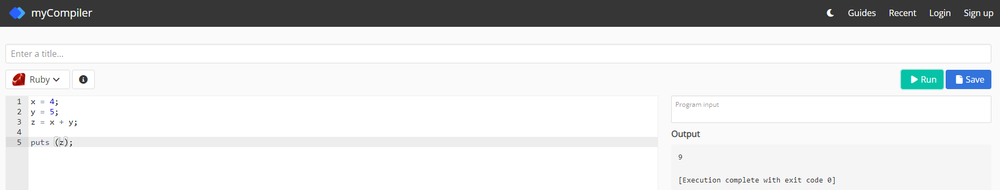 myCompiler
Guides Recent Login Sign up
Enter a title...
Ruby
Run Save
1 x = 4;
2 y = 5;
3 z = x + y;
4
5 puts (z);
Program input
Output
9
[Execution complete with exit code 0]